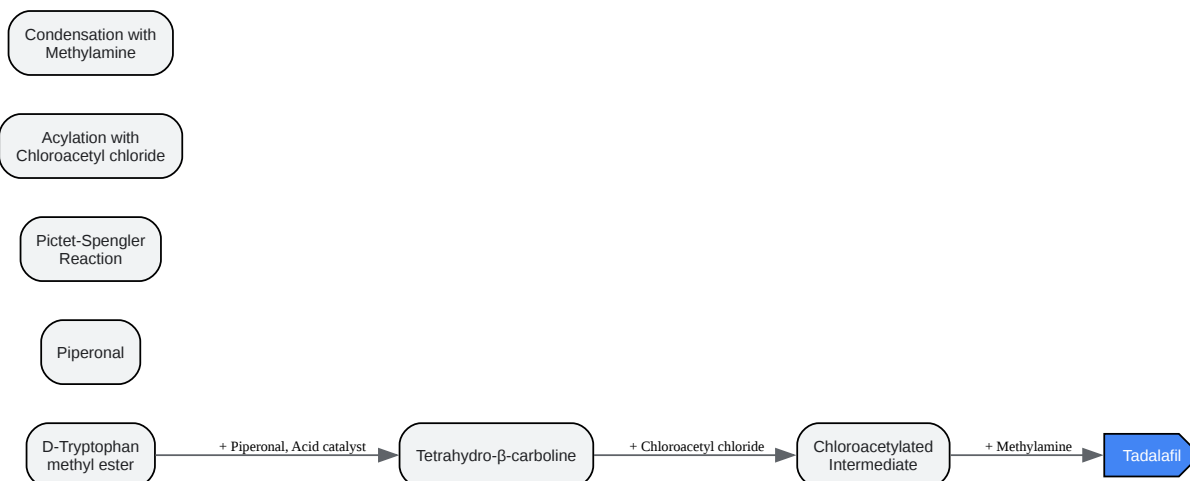 Condensation with
Methylamine
Acylation with
Chloroacetyl chloride
Pictet-Spengler
Reaction
Piperonal
D-Tryptophan
methyl ester
+ Piperonal, Acid catalyst
Tetrahydro-β-carboline
+ Chloroacetyl chloride
Chloroacetylated
Intermediate
+ Methylamine
Tadalafil